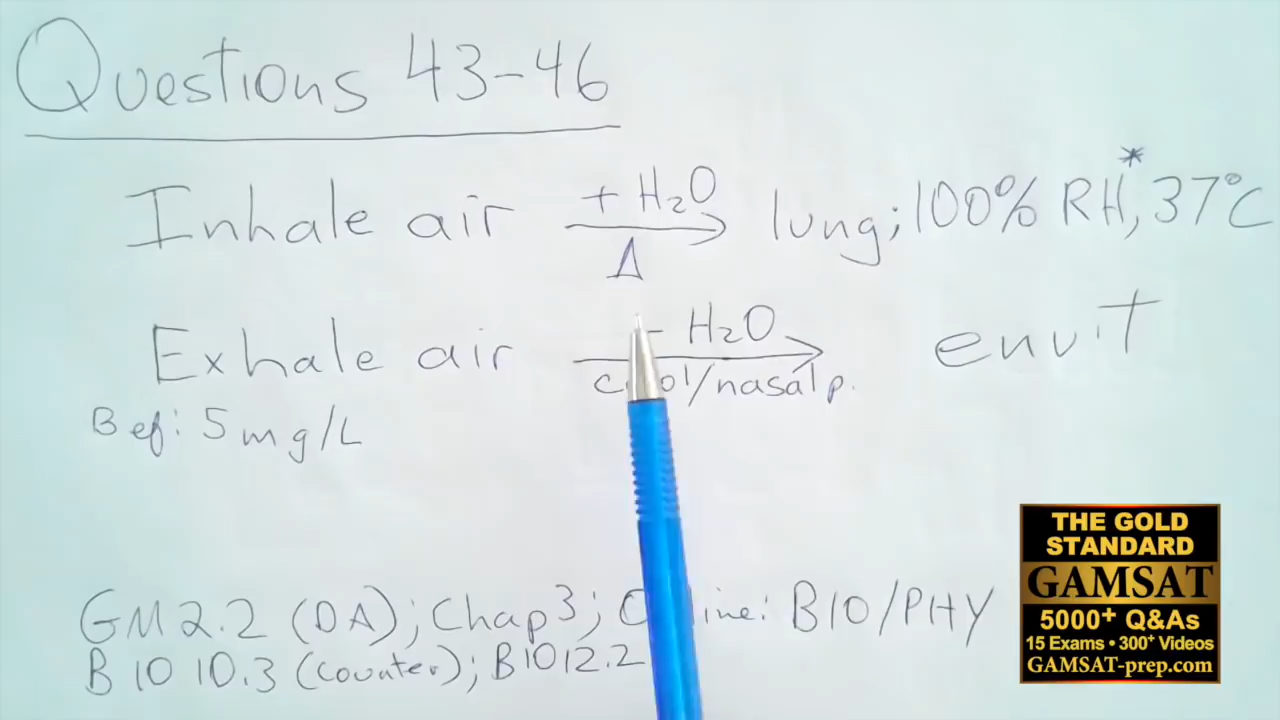 Questions 43-46
+ H₂O
Inhale air lung; 100% RH,* 37°C
Δ
- H₂O
Exhale air envit
/nasal p.
Bef: 5mg/L
GM 2.2 (DA); Chap 3; BIO/PHY
BIO 10.3 (counter); BIO 12.2
THE GOLD
STANDARD
GAMSAT
5000+ Q&As
15 Exams • 300+ Videos
GAMSAT-prep.com